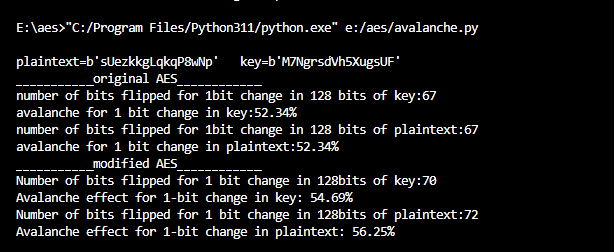 E:\aes>"C:/Program Files/Python311/python.exe" e:/aes/avalanche.py
plaintext=b'sUezkkgLqkqP8wNp'   key=b'M7NgrsdVh5XugsUF'
___________original AES____________
number of bits flipped for 1bit change in 128 bits of key:67
avalanche for 1 bit change in key:52.34%
number of bits flipped for 1bit change in 128 bits of plaintext:67
avalanche for 1 bit change in plaintext:52.34%
___________modified AES____________
Number of bits flipped for 1 bit change in 128bits of key:70
Avalanche effect for 1-bit change in key: 54.69%
Number of bits flipped for 1 bit change in 128bits of plaintext:72
Avalanche effect for 1-bit change in plaintext: 56.25%